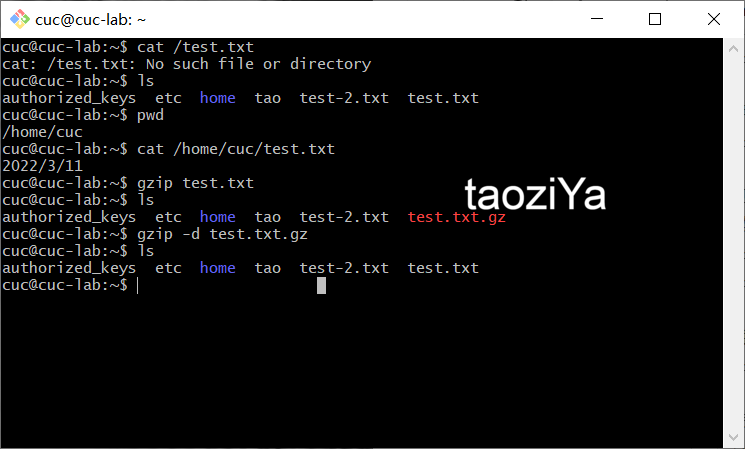 cuc@cuc-lab: ~
cuc@cuc-lab:~$ cat /test.txt
cat: /test.txt: No such file or directory
cuc@cuc-lab:~$ ls
authorized_keys  etc  home  tao  test-2.txt  test.txt
cuc@cuc-lab:~$ pwd
/home/cuc
cuc@cuc-lab:~$ cat /home/cuc/test.txt
2022/3/11
cuc@cuc-lab:~$ gzip test.txt
taoziYa
cuc@cuc-lab:~$ ls
authorized_keys  etc  home  tao  test-2.txt  test.txt.gz
cuc@cuc-lab:~$ gzip -d test.txt.gz
cuc@cuc-lab:~$ ls
authorized_keys  etc  home  tao  test-2.txt  test.txt
cuc@cuc-lab:~$